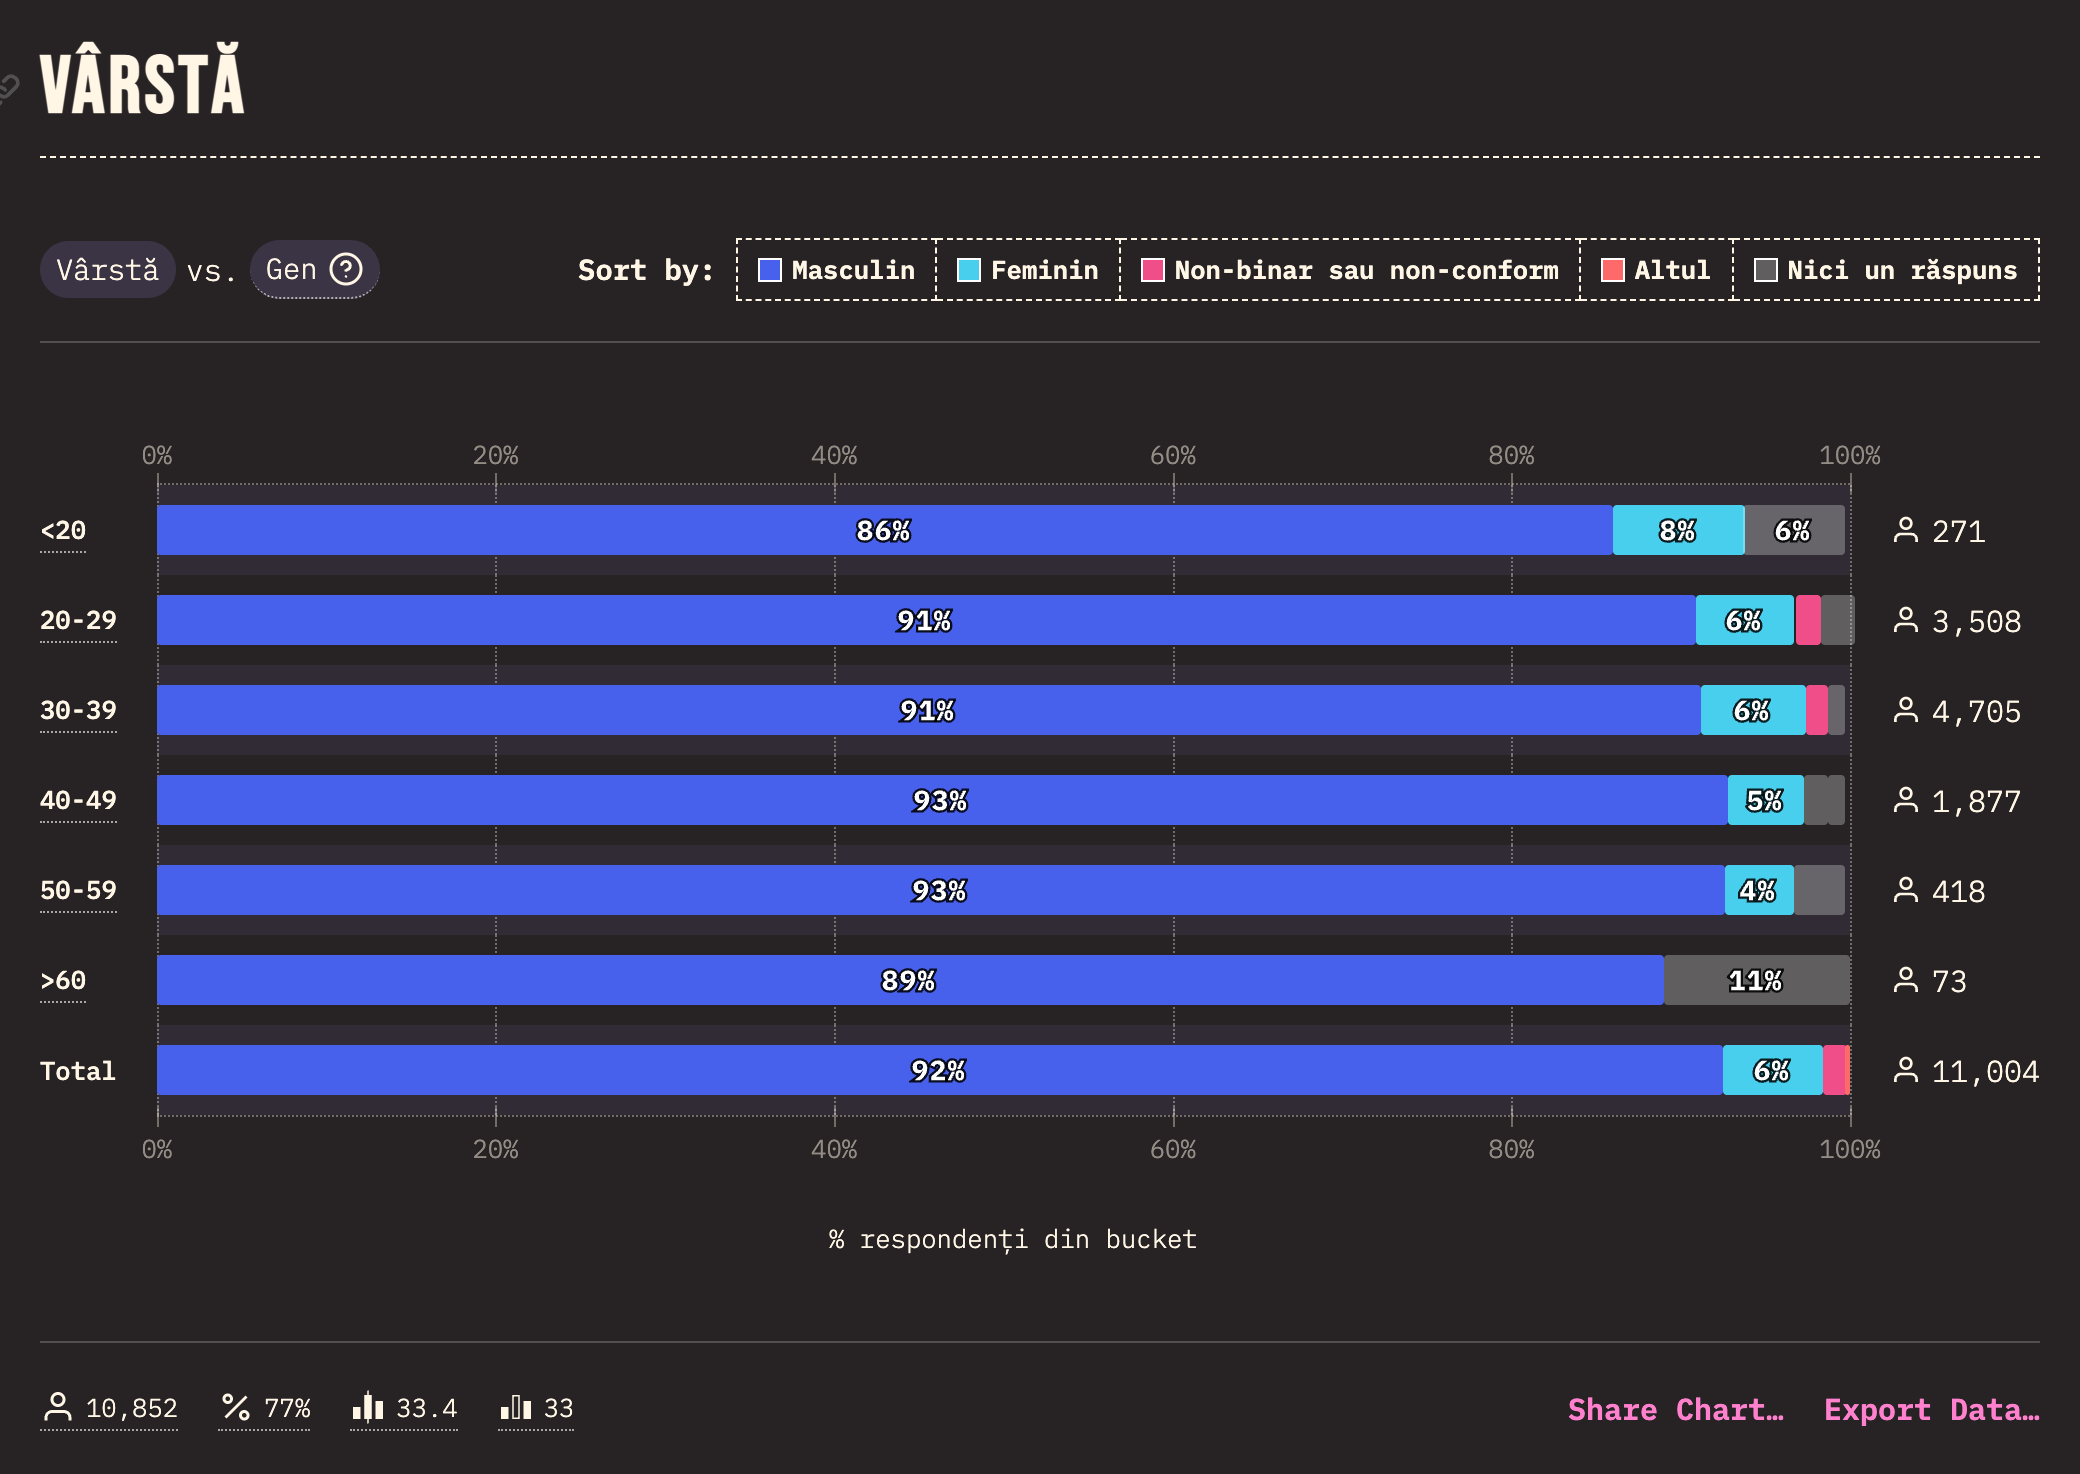 VÂRSTĂ
Vârstă vs. Gen ?
Sort by: Masculin Feminin Non-binar sau non-conform Altul Nici un răspuns
0% 20% 40% 60% 80% 100%
<20 86% 8% 6% 271
20-29 91% 6% 3,508
30-39 91% 6% 4,705
40-49 93% 5% 1,877
50-59 93% 4% 418
>60 89% 11% 73
Total 92% 6% 11,004
0% 20% 40% 60% 80% 100%
% respondenți din bucket
10,852 % 77% 33.4 33
Share Chart… Export Data…